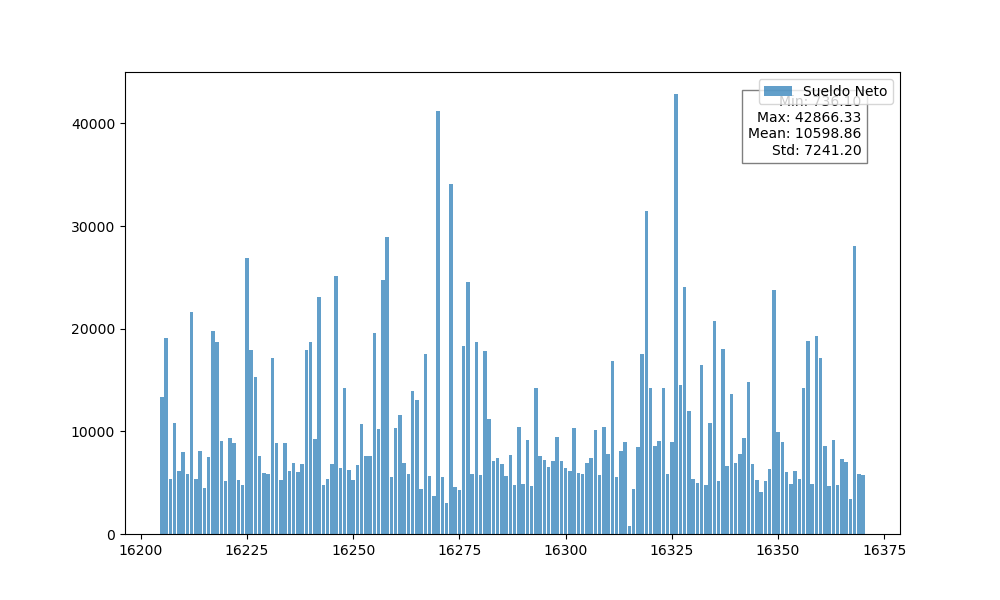 Sueldo Neto
Min: 736.10
Max: 42866.33
Mean: 10598.86
Std: 7241.20
40000
30000
20000
10000
0
16200 16225 16250 16275 16300 16325 16350 16375